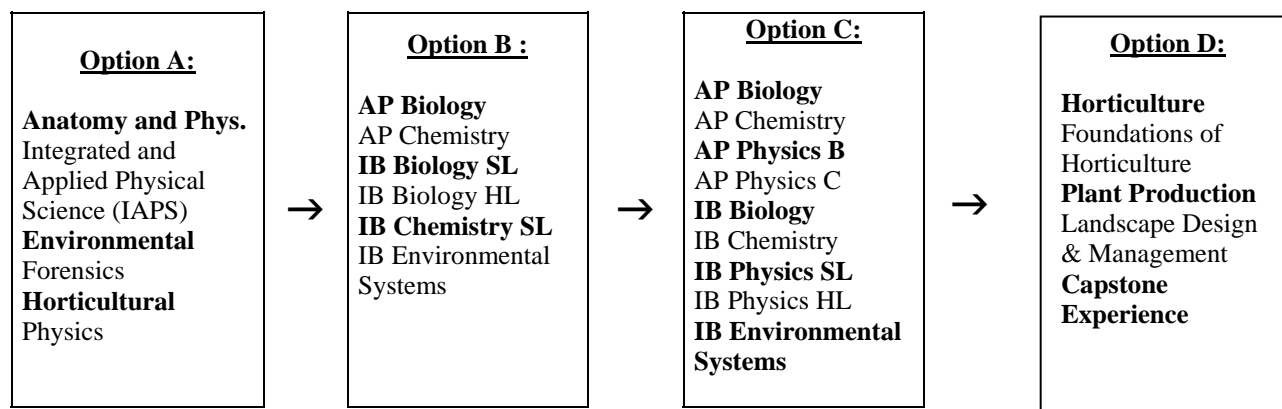 Option A:
Anatomy and Phys.
Integrated and
Applied Physical
Science (IAPS)
Environmental
Forensics
Horticultural
Physics
→
Option B :
AP Biology
AP Chemistry
IB Biology SL
IB Biology HL
IB Chemistry SL
IB Environmental
Systems
→
Option C:
AP Biology
AP Chemistry
AP Physics B
AP Physics C
IB Biology
IB Chemistry
IB Physics SL
IB Physics HL
IB Environmental
Systems
→
Option D:
Horticulture
Foundations of
Horticulture
Plant Production
Landscape Design
& Management
Capstone
Experience